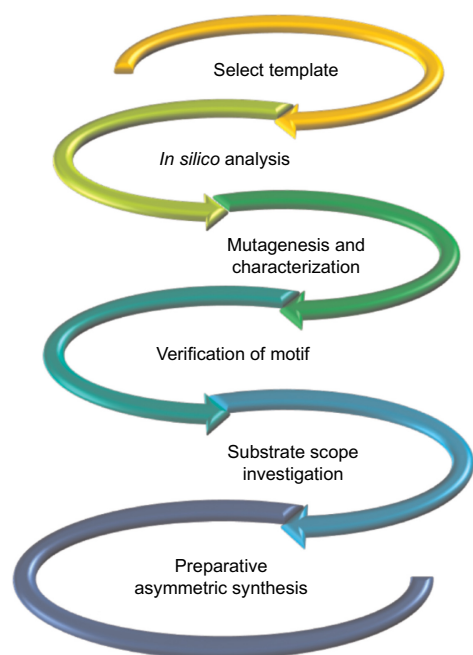 Select template
In silico analysis
Mutagenesis and
characterization
Verification of motif
Substrate scope
investigation
Preparative
asymmetric synthesis